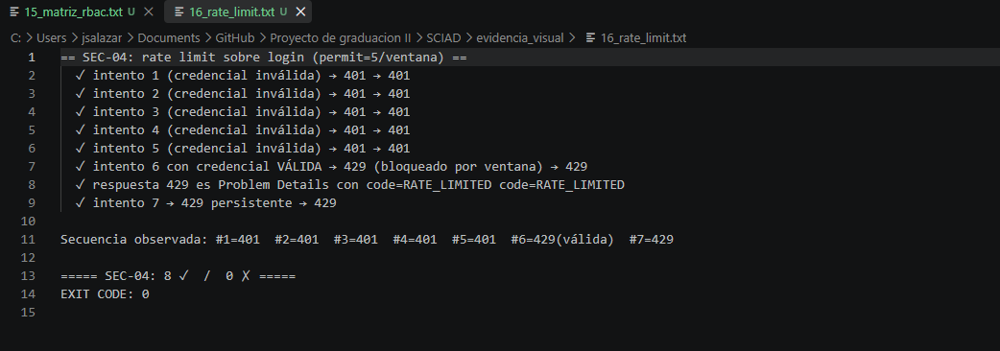 15_matriz_rbac.txt U 16_rate_limit.txt U
C: > Users > jsalazar > Documents > GitHub > Proyecto de graduacion II > SCIAD > evidencia_visual > 16_rate_limit.txt
1 == SEC-04: rate limit sobre login (permit=5/ventana) ==
2 ✓ intento 1 (credencial inválida) → 401 → 401
3 ✓ intento 2 (credencial inválida) → 401 → 401
4 ✓ intento 3 (credencial inválida) → 401 → 401
5 ✓ intento 4 (credencial inválida) → 401 → 401
6 ✓ intento 5 (credencial inválida) → 401 → 401
7 ✓ intento 6 con credencial VÁLIDA → 429 (bloqueado por ventana) → 429
8 ✓ respuesta 429 es Problem Details con code=RATE_LIMITED code=RATE_LIMITED
9 ✓ intento 7 → 429 persistente → 429
10
11 Secuencia observada: #1=401 #2=401 #3=401 #4=401 #5=401 #6=429(válida) #7=429
12
13 ===== SEC-04: 8 ✓ / 0 ✗ =====
14 EXIT CODE: 0
15